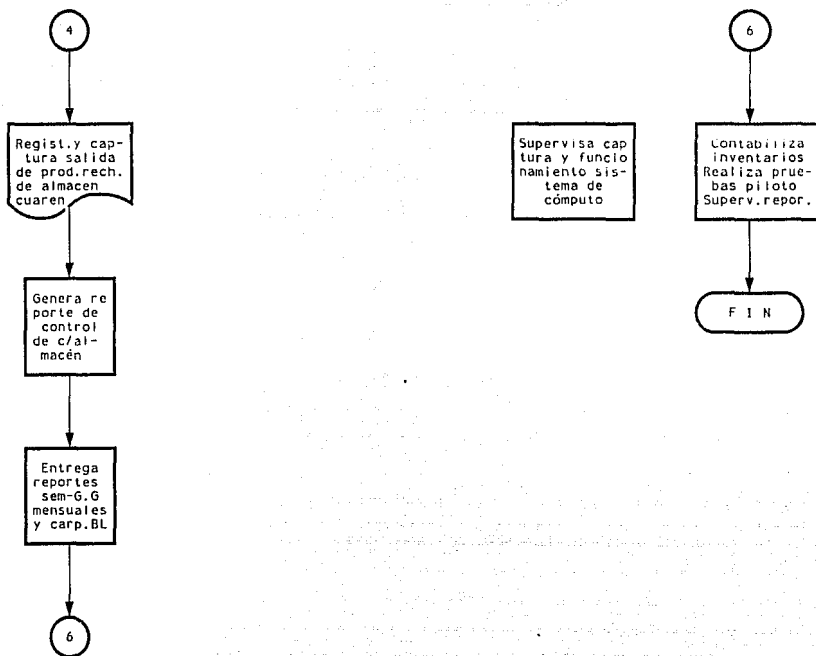 4
Regist.y cap-
tura salida
de prod.rech.
de almacen
cuaren
Genera re
porte de
control
de c/al-
macén
Entrega
reportes
sem-G.G
mensuales
y carp.BL
6
Supervisa cap
tura y funcio
namiento sis-
tema de
cómputo
6
Contabiliza
inventarios
Realiza prue-
bas piloto
Superv.repor.
F I N